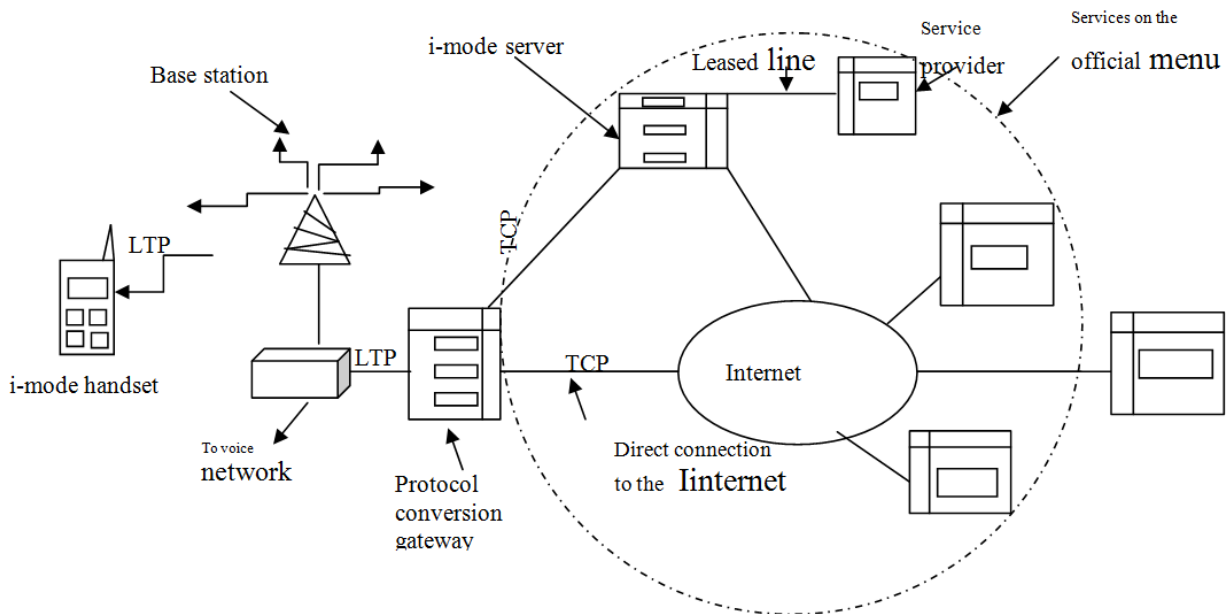 Services on the
official menu
Service
provider
i-mode server
Leased line
Base station
TCP
LTP
LTP
TCP
Internet
i-mode handset
To voice
network
Direct connection
to the Iinternet
Protocol
conversion
gateway